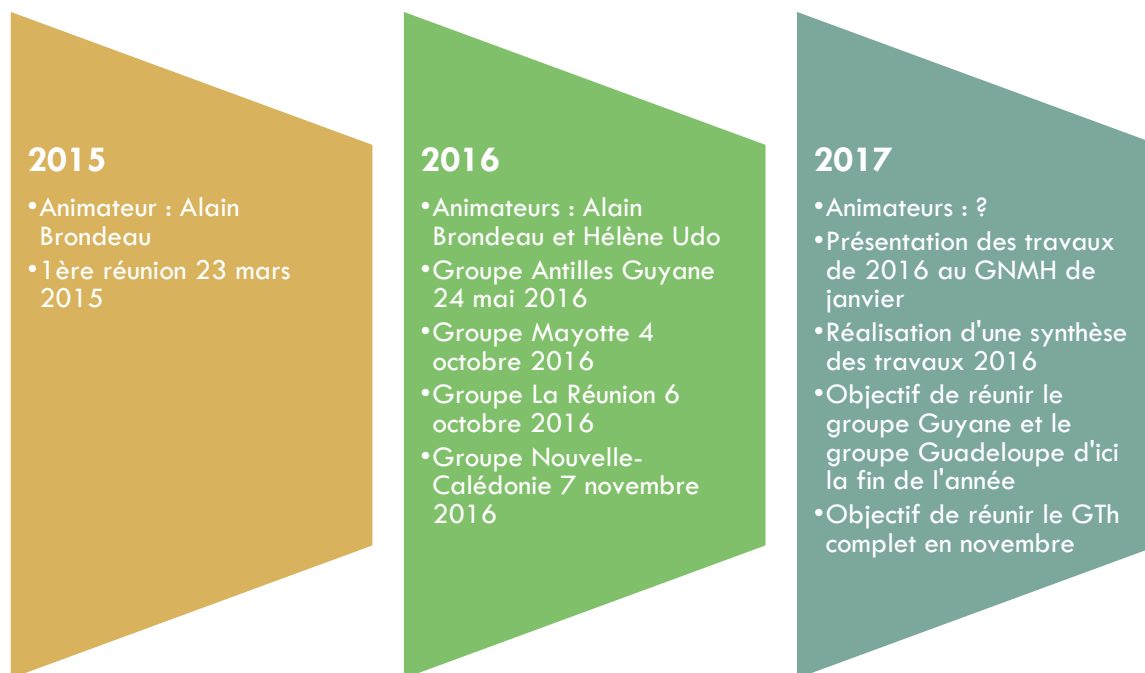 2015
•Animateur : Alain
Brondeau
•1ère réunion 23 mars
2015
2016
•Animateurs : Alain
Brondeau et Hélène Udo
•Groupe Antilles Guyane
24 mai 2016
•Groupe Mayotte 4
octobre 2016
•Groupe La Réunion 6
octobre 2016
•Groupe Nouvelle-
Calédonie 7 novembre
2016
2017
•Animateurs : ?
•Présentation des travaux
de 2016 au GNMH de
janvier
•Réalisation d'une synthèse
des travaux 2016
•Objectif de réunir le
groupe Guyane et le
groupe Guadeloupe d'ici
la fin de l'année
•Objectif de réunir le GTh
complet en novembre